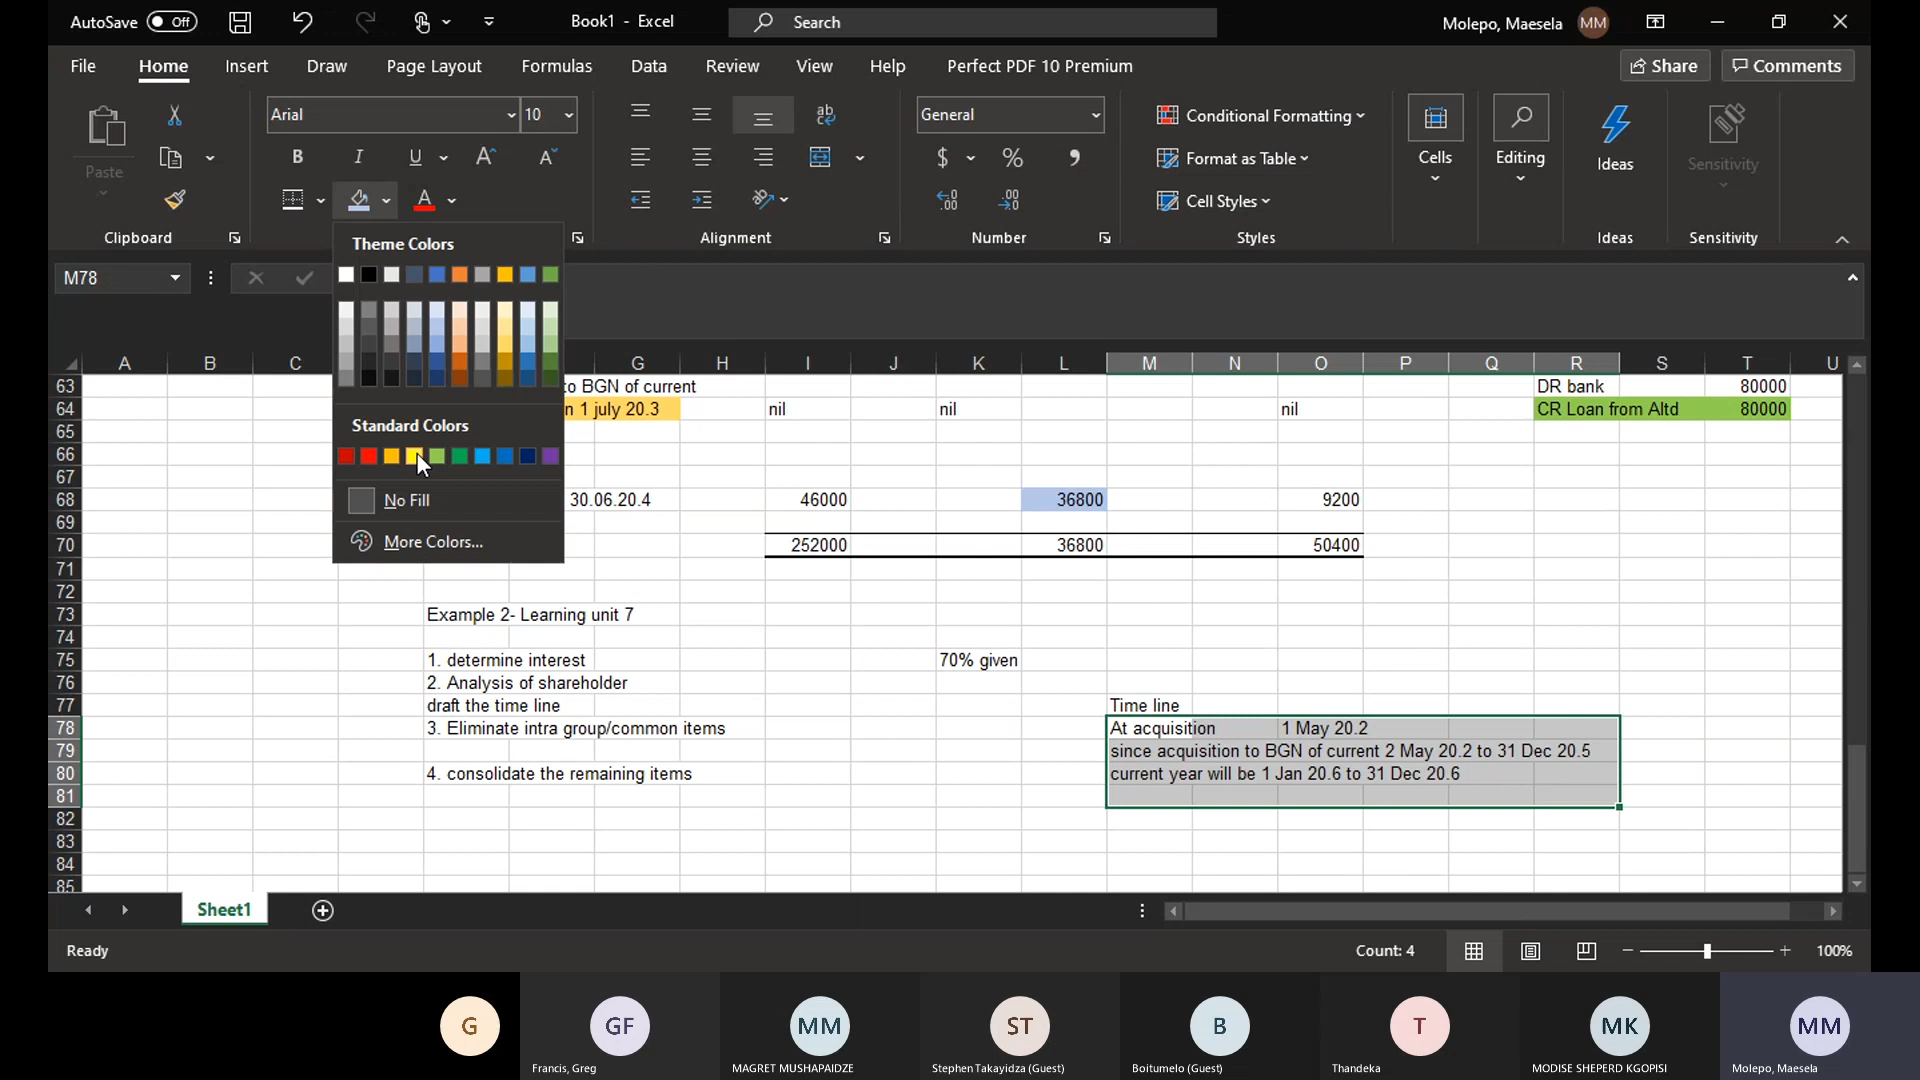 AutoSave Off Book1 - Excel Search Molepo, Maesela MM
File Home Insert Draw Page Layout Formulas Data Review View Help Perfect PDF 10 Premium Share Comments
Arial 10 General
Paste
B I U A A
$ % 9
Conditional Formatting
Format as Table
Cell Styles
Cells
Editing
Ideas
Sensitivity
Clipboard Alignment Number Styles Ideas Sensitivity
M78
Theme Colors
Standard Colors
No Fill
More Colors...
A B C G H I J K L M N O P Q R S T U
63 to BGN of current DR bank 80000
64 n 1 july 20.3 nil nil nil CR Loan from Altd 80000
65
66
67
68 30.06.20.4 46000 36800 9200
69
70 252000 36800 50400
71
72
73 Example 2- Learning unit 7
74
75 1. determine interest 70% given
76 2. Analysis of shareholder
77 draft the time line Time line
78 3. Eliminate intra group/common items At acquisition 1 May 20.2
79 since acquisition to BGN of current 2 May 20.2 to 31 Dec 20.5
80 4. consolidate the remaining items current year will be 1 Jan 20.6 to 31 Dec 20.6
81
82
83
84
85
Sheet1
Ready Count: 4 100%
G GF MM ST B T MK MM
Francis, Greg MAGRET MUSHAPAIDZE Stephen Takayidza (Guest) Boitumelo (Guest) Thandeka MODISE SHEPERD KGOPISI Molepo, Maesela